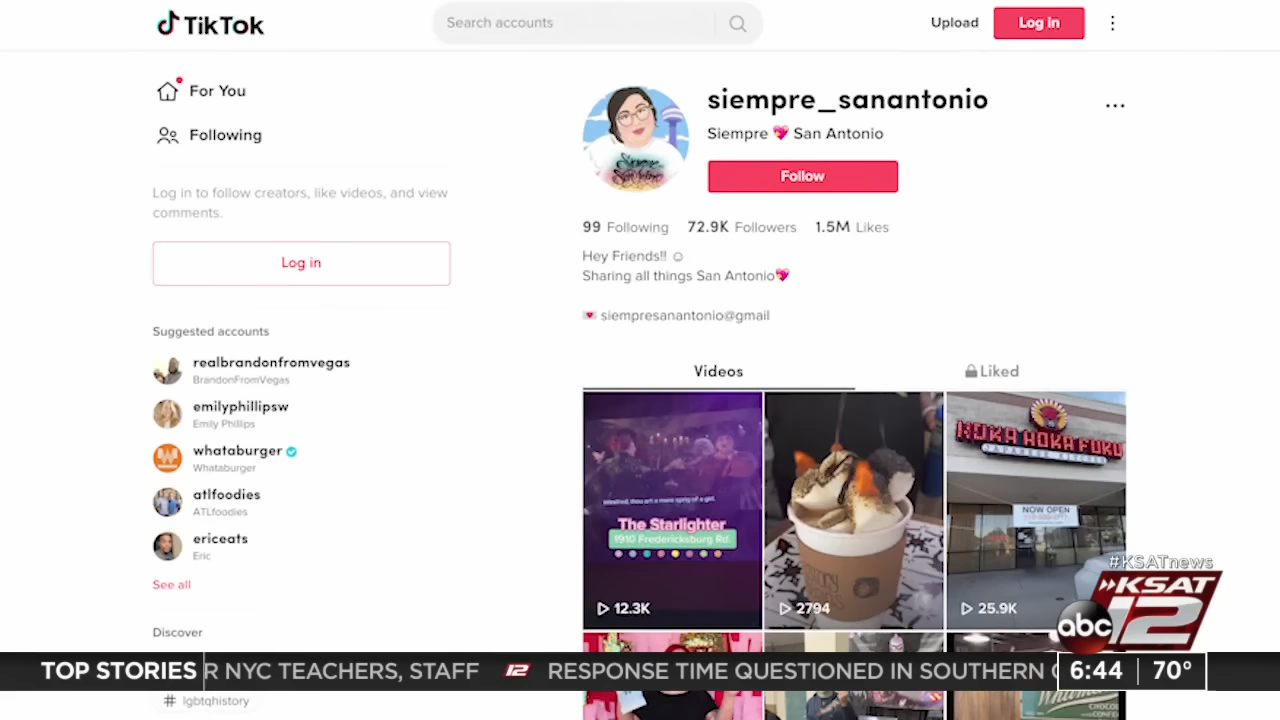 TikTok
Search accounts
Upload
Log in
For You
Following
Log in to follow creators, like videos, and view
comments.
Log in
Suggested accounts
realbrandonfromvegas
BrandonFromVegas
emilyphillipsw
Emily Phillips
whataburger
Whataburger
atlfoodies
ATLfoodies
ericeats
Eric
See all
Discover
# lgbtqhistory
siempre_sanantonio
Siempre 💖 San Antonio
Follow
99 Following 72.9K Followers 1.5M Likes
Hey Friends!! ☺
Sharing all things San Antonio💖
💌 siempresanantonio@gmail
Videos
Liked
Siempre
San Antonio
The Starlighter
1910 Fredericksburg Rd
12.3K
2794
HOKA HOKA FUKU
NOW OPEN
25.9K
#KSATnews
KSAT
abc 12
TOP STORIES
R NYC TEACHERS, STAFF 12 RESPONSE TIME QUESTIONED IN SOUTHERN
6:44 70°